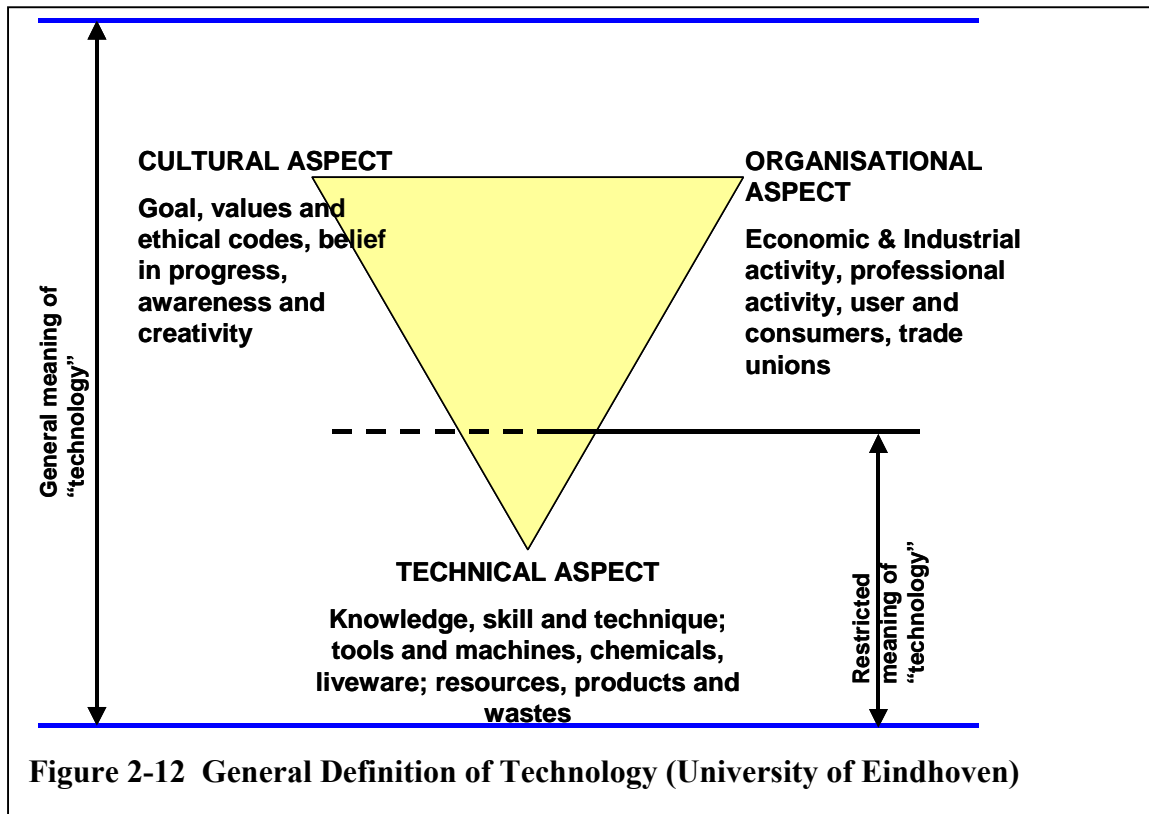 CULTURAL ASPECT
Goal, values and
ethical codes, belief
in progress,
awareness and
creativity
ORGANISATIONAL
ASPECT
Economic & Industrial
activity, professional
activity, user and
consumers, trade
unions
General meaning of
“technology”
TECHNICAL ASPECT
Knowledge, skill and technique;
tools and machines, chemicals,
liveware; resources, products and
wastes
Restricted
meaning of
“technology”
Figure 2-12 General Definition of Technology (University of Eindhoven)